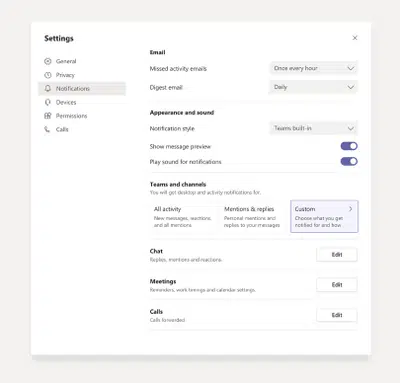 Settings
General
Privacy
Notifications
Devices
Permissions
Calls
Email
Missed activity emails
Once every hour
Digest email
Daily
Appearance and sound
Notification style
Teams built-in
Show message preview
Play sound for notifications
Teams and channels
You will get desktop and activity notifications for:
All activity
New messages, reactions
and all mentions
Mentions & replies
Personal mentions and
replies to your messages
Custom
Choose what you get
notified for and how
Chat
Replies, mentions and reactions.
Edit
Meetings
Reminders, work timings and calendar settings.
Edit
Calls
Calls forwarded
Edit